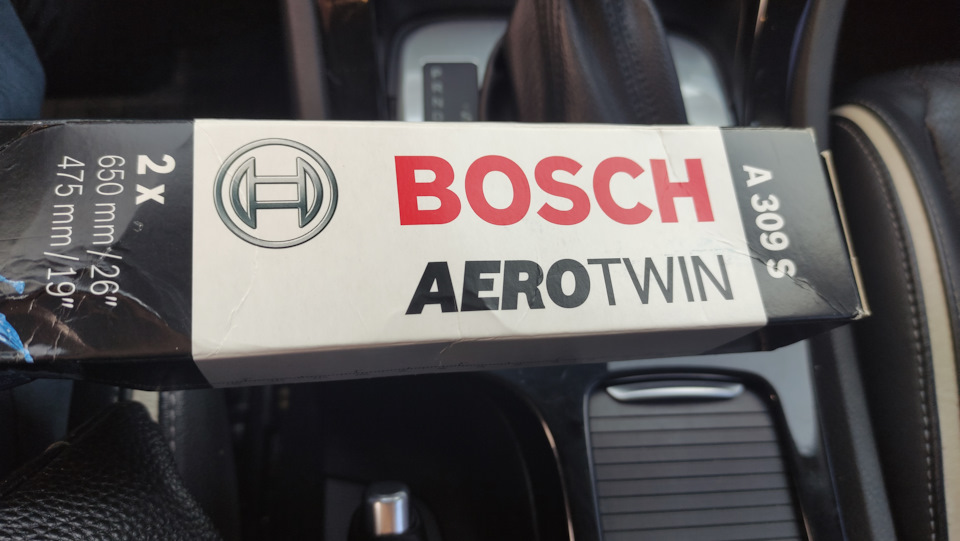 2 x
650 mm/26"
475 mm/19"
BOSCH
AEROTWIN
A 309 S